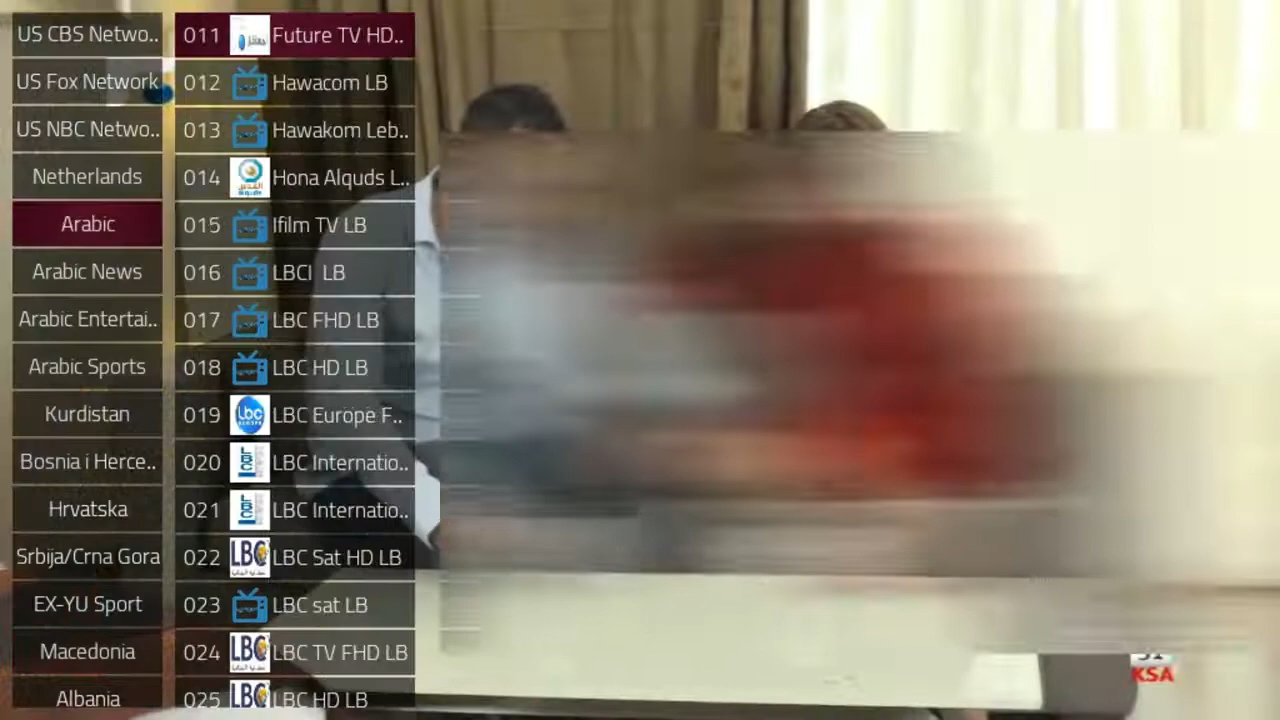 US CBS Netwo..
US Fox Network
US NBC Netwo..
Netherlands
Arabic
Arabic News
Arabic Entertai..
Arabic Sports
Kurdistan
Bosnia i Herce..
Hrvatska
Srbija/Crna Gora
EX-YU Sport
Macedonia
Albania
011 Future TV HD..
012 Hawacom LB
013 Hawakom Leb..
014 Hona Alquds L..
015 Ifilm TV LB
016 LBCI LB
017 LBC FHD LB
018 LBC HD LB
019 lbc LBC Europe F..
020 LBC Internatio..
021 LBC Internatio..
022 LBC LBC Sat HD LB
023 LBC sat LB
024 LBC LBC TV FHD LB
025 LBC LBC HD LB
KSA